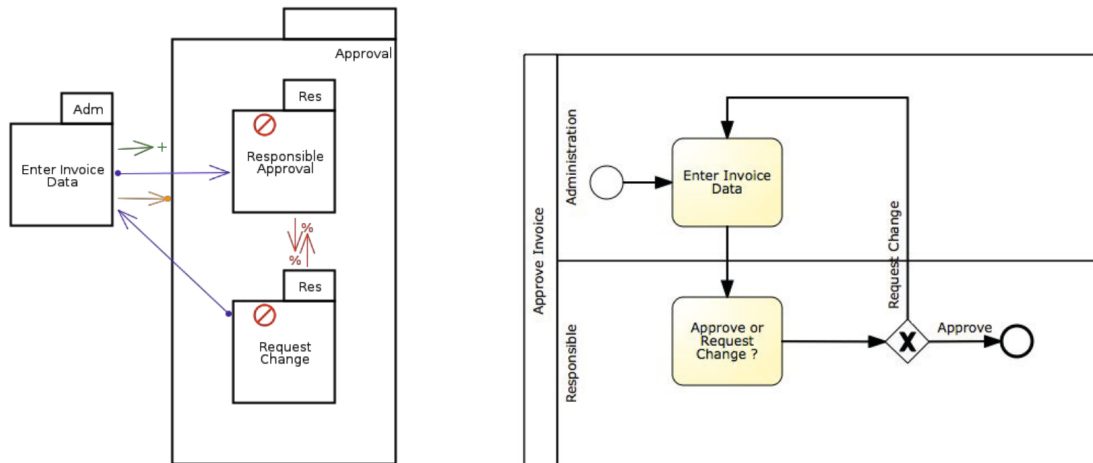 Approval
Adm
Enter Invoice
Data
+
Res
Responsible
Approval
%
%
Res
Request
Change
Approve Invoice
Administration
Enter Invoice
Data
Request Change
Responsible
Approve or
Request
Change ?
X
Approve